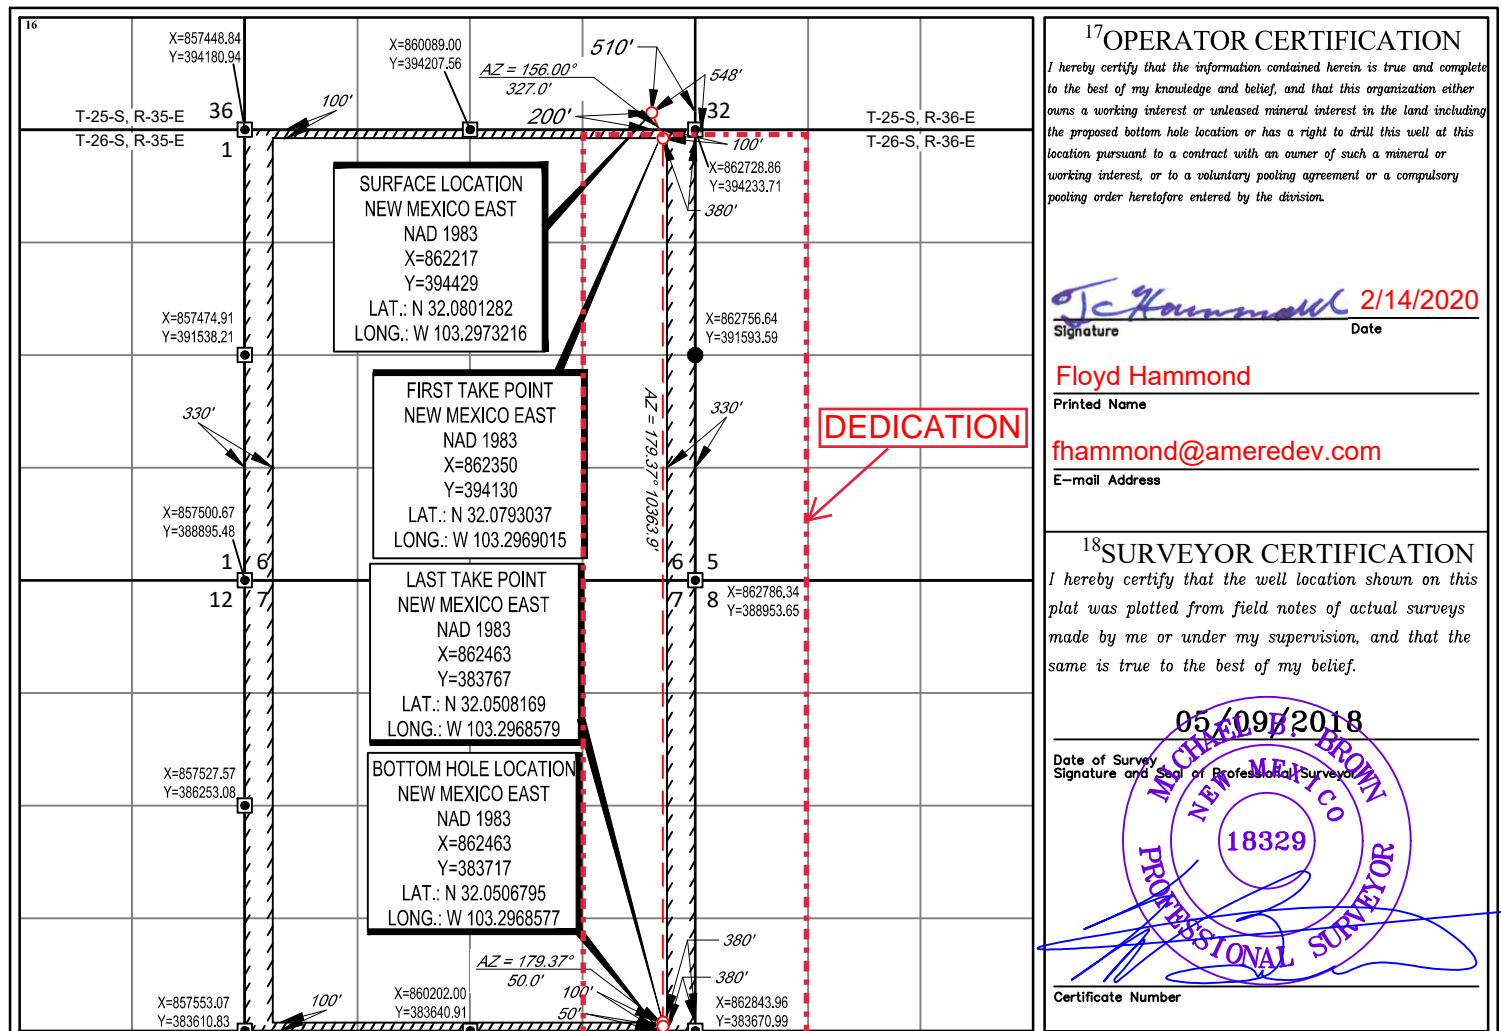 16
X=857448.84
Y=394180.94
X=860089.00
Y=394207.56
510'
AZ = 156.00°
327.0'
548'
100'
200'
T-25-S, R-35-E
36
32
T-25-S, R-36-E
T-26-S, R-35-E
1
T-26-S, R-36-E
100'
X=862728.86
Y=394233.71
380'
SURFACE LOCATION
NEW MEXICO EAST
NAD 1983
X=862217
Y=394429
LAT.: N 32.0801282
LONG.: W 103.2973216
X=857474.91
Y=391538.21
X=862756.64
Y=391593.59
FIRST TAKE POINT
NEW MEXICO EAST
NAD 1983
X=862350
Y=394130
LAT.: N 32.0793037
LONG.: W 103.2969015
330'
AZ = 179.37° 10363.9'
330'
DEDICATION
X=857500.67
Y=388895.48
1 6
12 7
6 5
7 8
X=862786.34
Y=388953.65
LAST TAKE POINT
NEW MEXICO EAST
NAD 1983
X=862463
Y=383767
LAT.: N 32.0508169
LONG.: W 103.2968579
X=857527.57
Y=386253.08
BOTTOM HOLE LOCATION
NEW MEXICO EAST
NAD 1983
X=862463
Y=383717
LAT.: N 32.0506795
LONG.: W 103.2968577
380'
AZ = 179.37°
50.0'
380'
100'
50'
X=857553.07
Y=383610.83
100'
X=860202.00
Y=383640.91
X=862843.96
Y=383670.99
17 OPERATOR CERTIFICATION
I hereby certify that the information contained herein is true and complete
to the best of my knowledge and belief, and that this organization either
owns a working interest or unleased mineral interest in the land including
the proposed bottom hole location or has a right to drill this well at this
location pursuant to a contract with an owner of such a mineral or
working interest, or to a voluntary pooling agreement or a compulsory
pooling order heretofore entered by the division.
2/14/2020
Signature Date
Floyd Hammond
Printed Name
fhammond@ameredev.com
E-mail Address
18 SURVEYOR CERTIFICATION
I hereby certify that the well location shown on this
plat was plotted from field notes of actual surveys
made by me or under my supervision, and that the
same is true to the best of my belief.
05/09/2018
Date of Survey
Signature and Seal of Professional Surveyor
MICHAEL B. BROWN
NEW MEXICO
18329
PROFESSIONAL SURVEYOR
Certificate Number